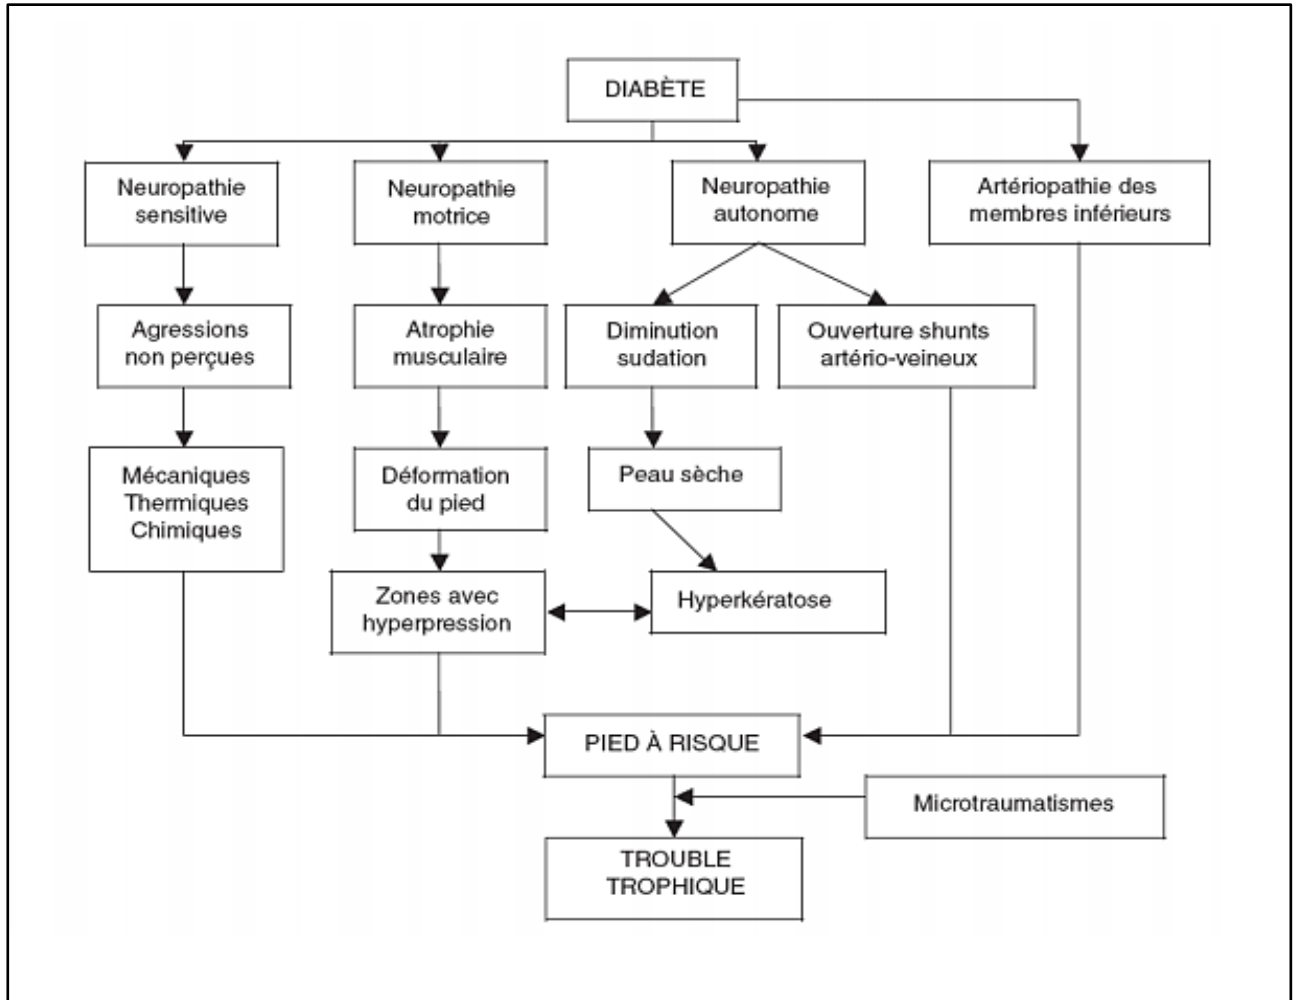 DIABÈTE
Neuropathie
sensitive
Neuropathie
motrice
Neuropathie
autonome
Artériopathie des
membres inférieurs
Agressions
non perçues
Atrophie
musculaire
Diminution
sudation
Ouverture shunts
artério-veineux
Mécaniques
Thermiques
Chimiques
Déformation
du pied
Peau sèche
Zones avec
hyperpression
Hyperkératose
PIED À RISQUE
Microtraumatismes
TROUBLE
TROPHIQUE